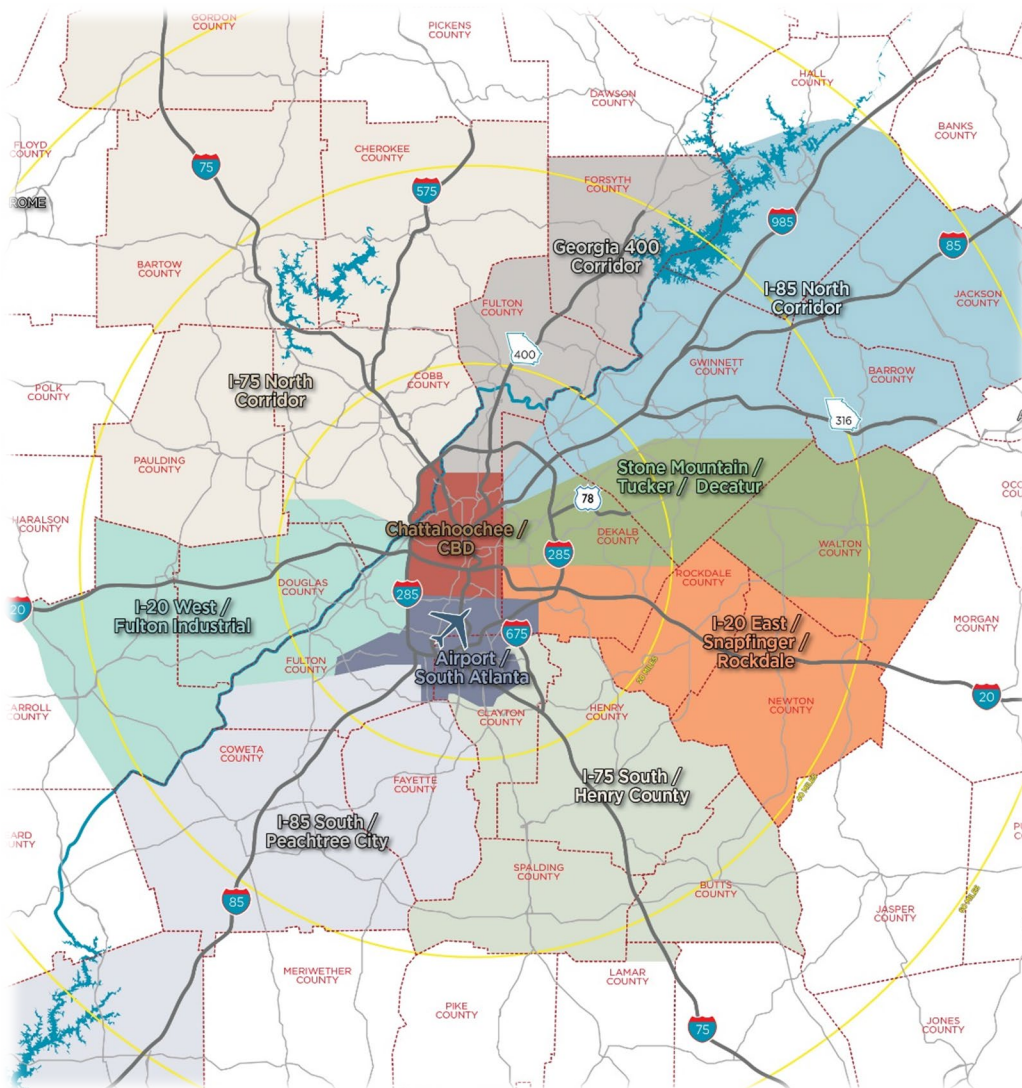 GORDON
COUNTY
PICKENS
COUNTY
HALL
COUNTY
DAWSON
COUNTY
BANKS
COUNTY
FLOYD
COUNTY
CHEROKEE
COUNTY
75
575
FORSYTH
COUNTY
ROME
985
85
Georgia 400
Corridor
BARTOW
COUNTY
I-85 North
Corridor
JACKSON
COUNTY
FULTON
COUNTY
400
GWINNETT
COUNTY
BARROW
COUNTY
COBB
COUNTY
I-75 North
Corridor
POLK
COUNTY
316
PAULDING
COUNTY
Stone Mountain /
Tucker / Decatur
78
HARALSON
COUNTY
Chattahoochee /
CBD
DEKALB
COUNTY
WALTON
COUNTY
285
ROCKDALE
COUNTY
DOUGLAS
COUNTY
285
20
I-20 West /
Fulton Industrial
I-20 East /
Snapfinger /
Rockdale
MORGAN
COUNTY
675
Airport /
South Atlanta
FULTON
COUNTY
20
CLAYTON
COUNTY
HENRY
COUNTY
NEWTON
COUNTY
COWETA
COUNTY
FAYETTE
COUNTY
I-75 South /
Henry County
40 MILES
I-85 South /
Peachtree City
SPALDING
COUNTY
BUTTS
COUNTY
85
JASPER
COUNTY
MERIWETHER
COUNTY
LAMAR
COUNTY
PIKE
COUNTY
75
JONES
COUNTY